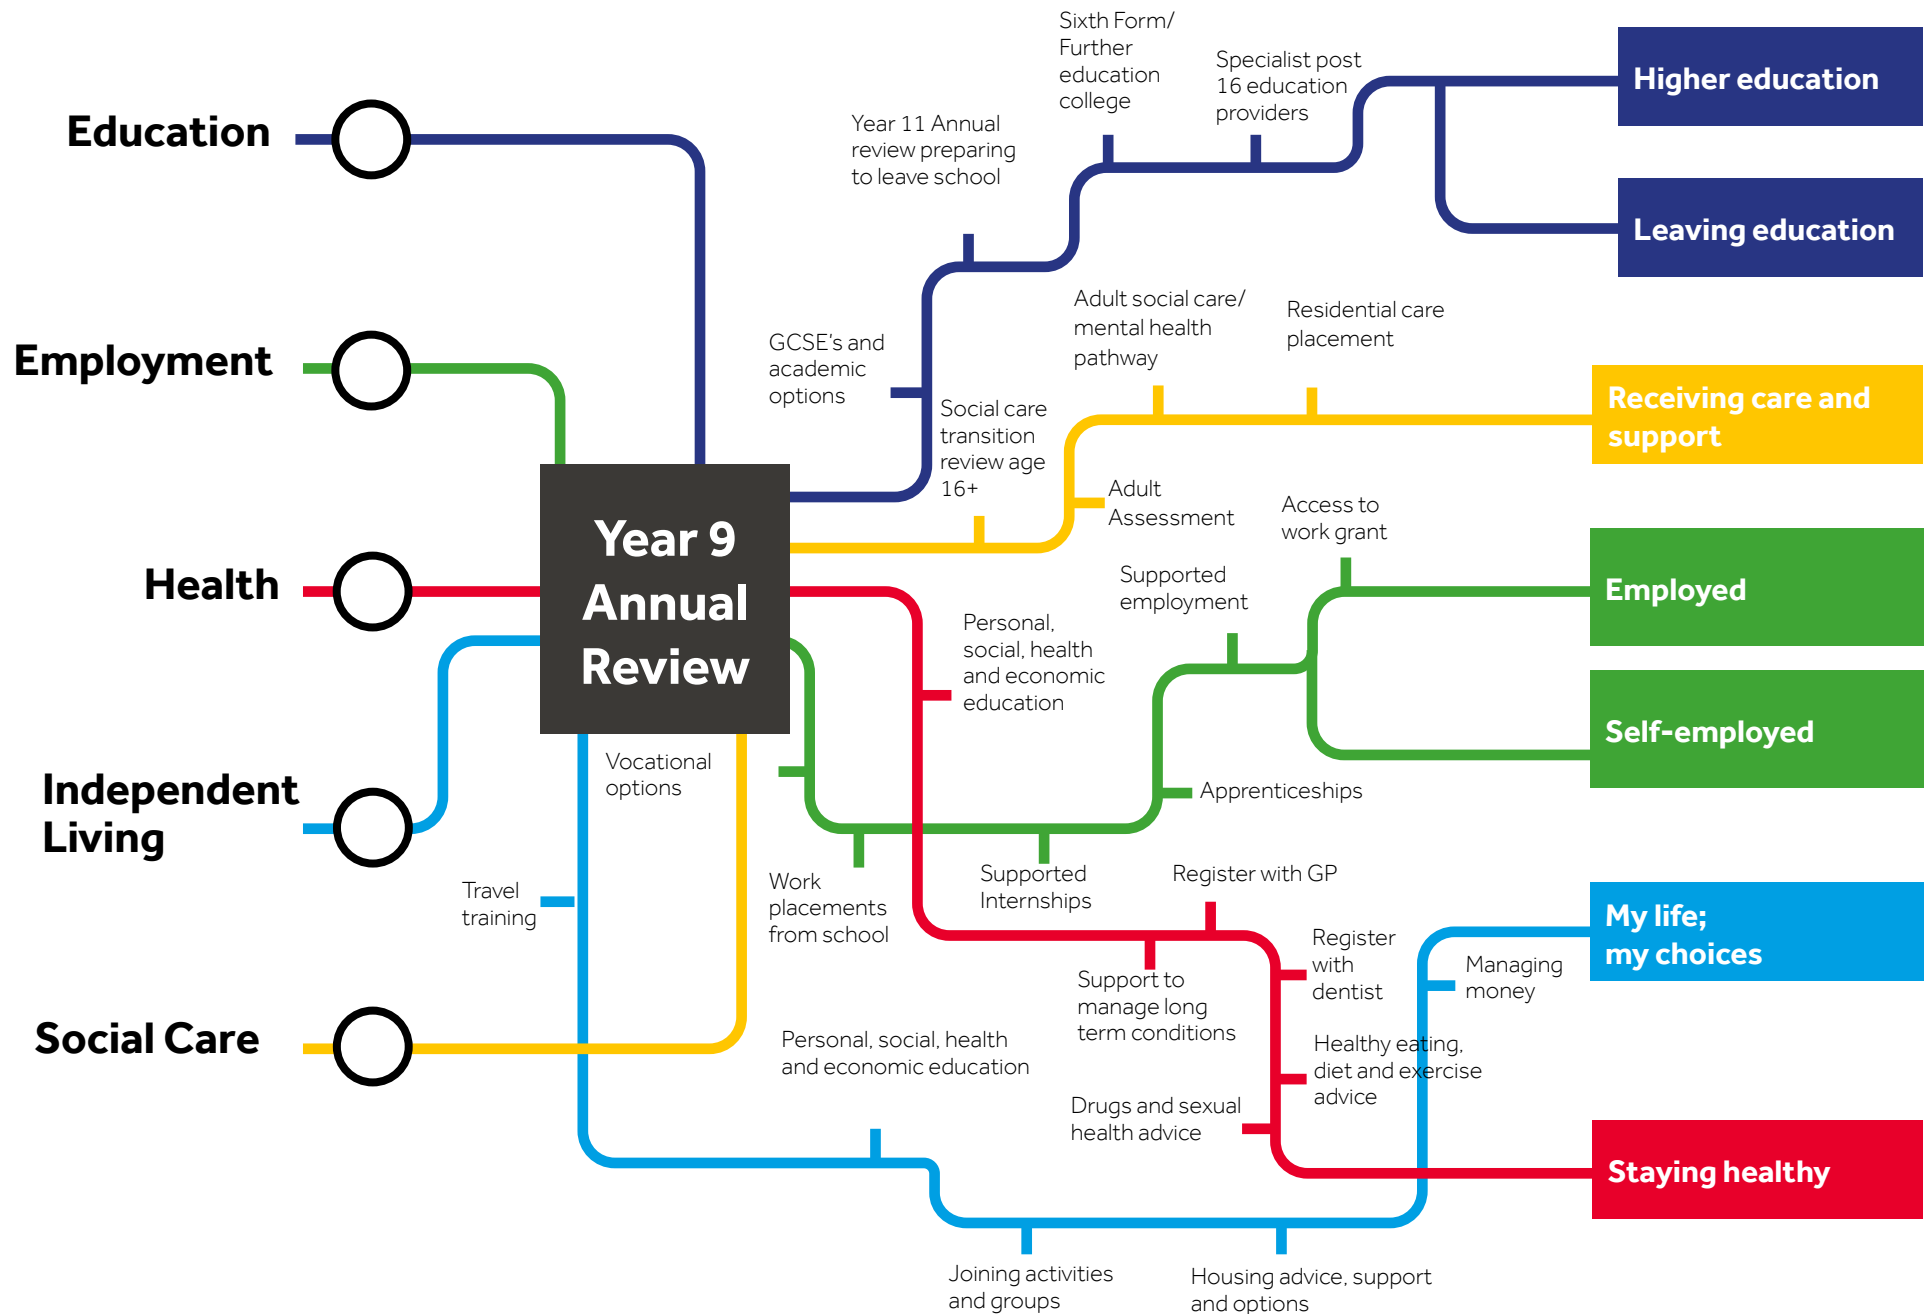 Education
Employment
Health
Independent
Living
Social Care
Year 9
Annual
Review
GCSE's and
academic
options
Year 11 Annual
review preparing
to leave school
Sixth Form/
Further
education
college
Specialist post
16 education
providers
Higher education
Leaving education
Social care
transition
review age
16+
Adult
Assessment
Adult social care/
mental health
pathway
Residential care
placement
Receiving care and
support
Vocational
options
Work
placements
from school
Supported
Internships
Apprenticeships
Supported
employment
Access to
work grant
Employed
Self-employed
Personal,
social, health
and economic
education
Support to
manage long
term conditions
Register with GP
Register
with
dentist
Healthy eating,
diet and exercise
advice
Drugs and sexual
health advice
Staying healthy
Travel
training
Personal, social, health
and economic education
Joining activities
and groups
Housing advice, support
and options
Managing
money
My life;
my choices